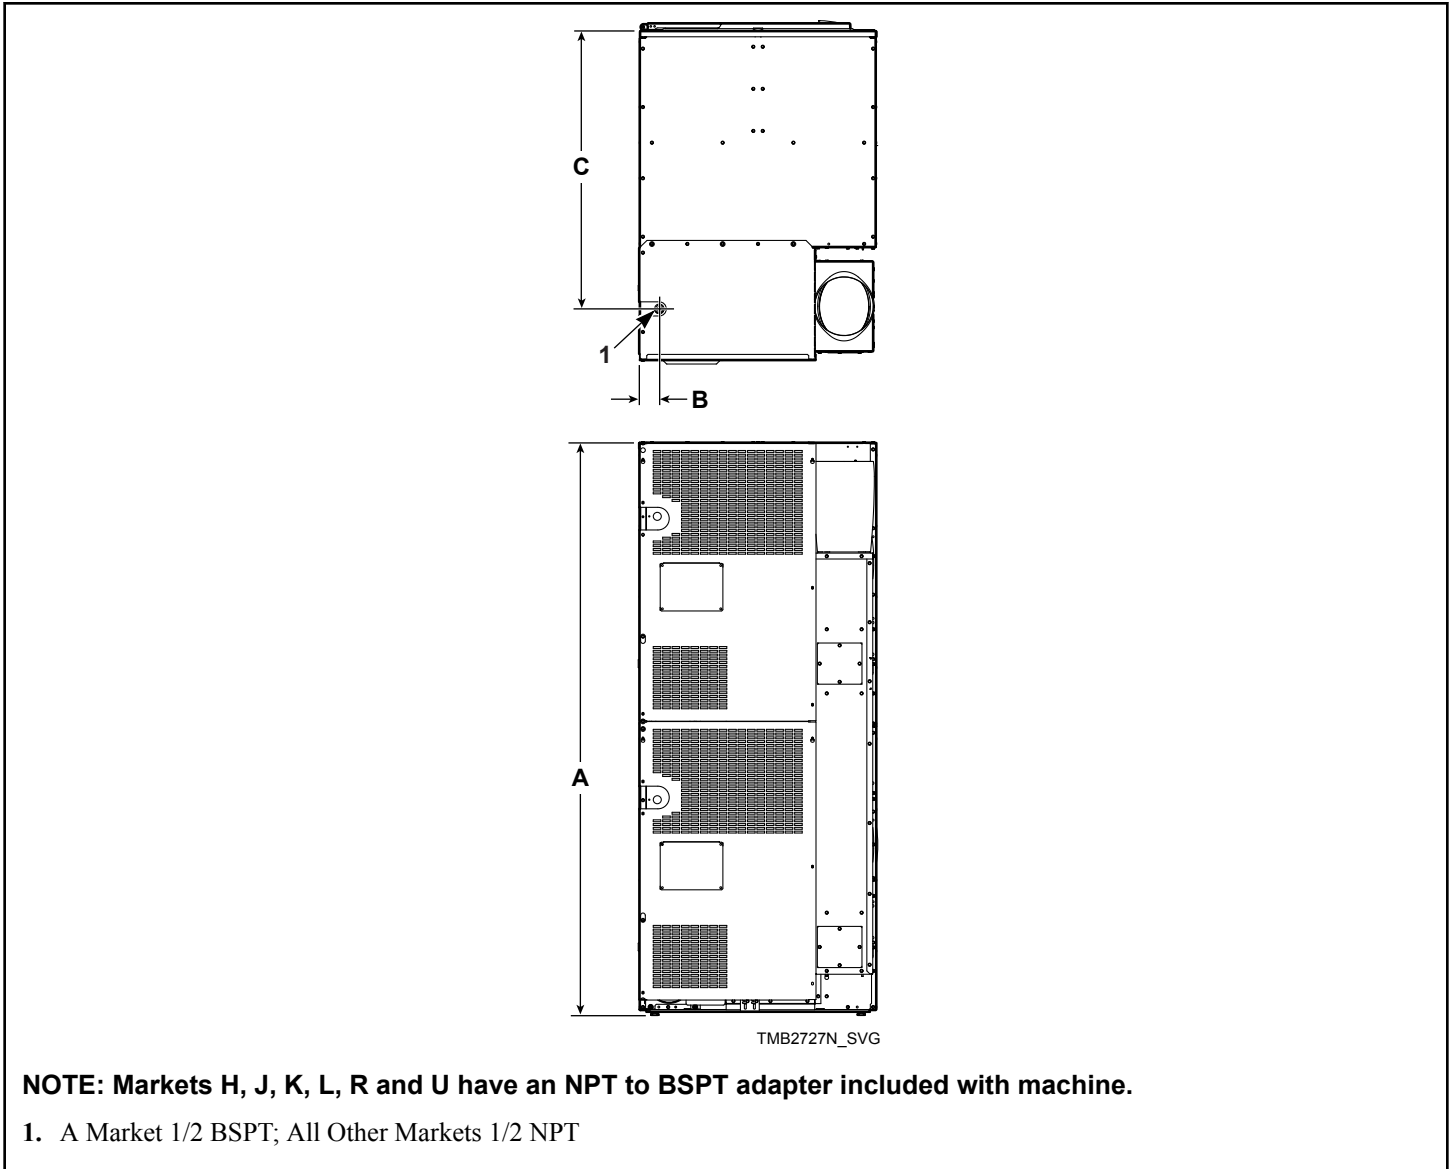 C
1
B
A
TMB2727N_SVG
NOTE: Markets H, J, K, L, R and U have an NPT to BSPT adapter included with machine.
1. A Market 1/2 BSPT; All Other Markets 1/2 NPT